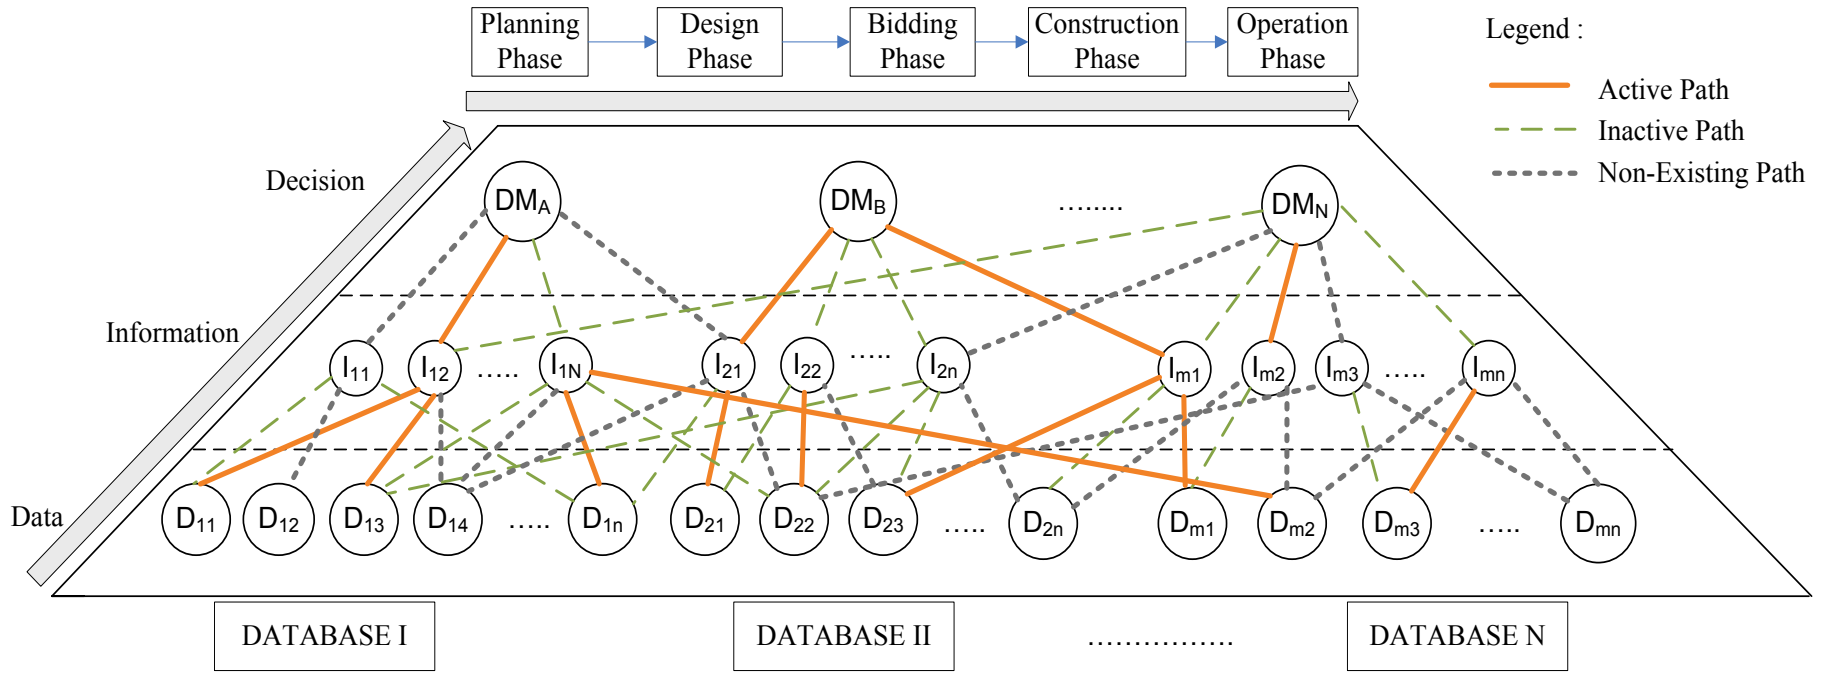 Planning Phase
Design Phase
Bidding Phase
Construction Phase
Operation Phase
Legend :
Active Path
Inactive Path
Non-Existing Path
Decision
DMA
DMB
…......
DMN
Information
I11
I12
.....
I1N
I21
I22
.....
I2n
Im1
Im2
Im3
.....
Imn
Data
D11
D12
D13
D14
.....
D1n
D21
D22
D23
.....
D2n
Dm1
Dm2
Dm3
.....
Dmn
DATABASE I
DATABASE II
……………
DATABASE N